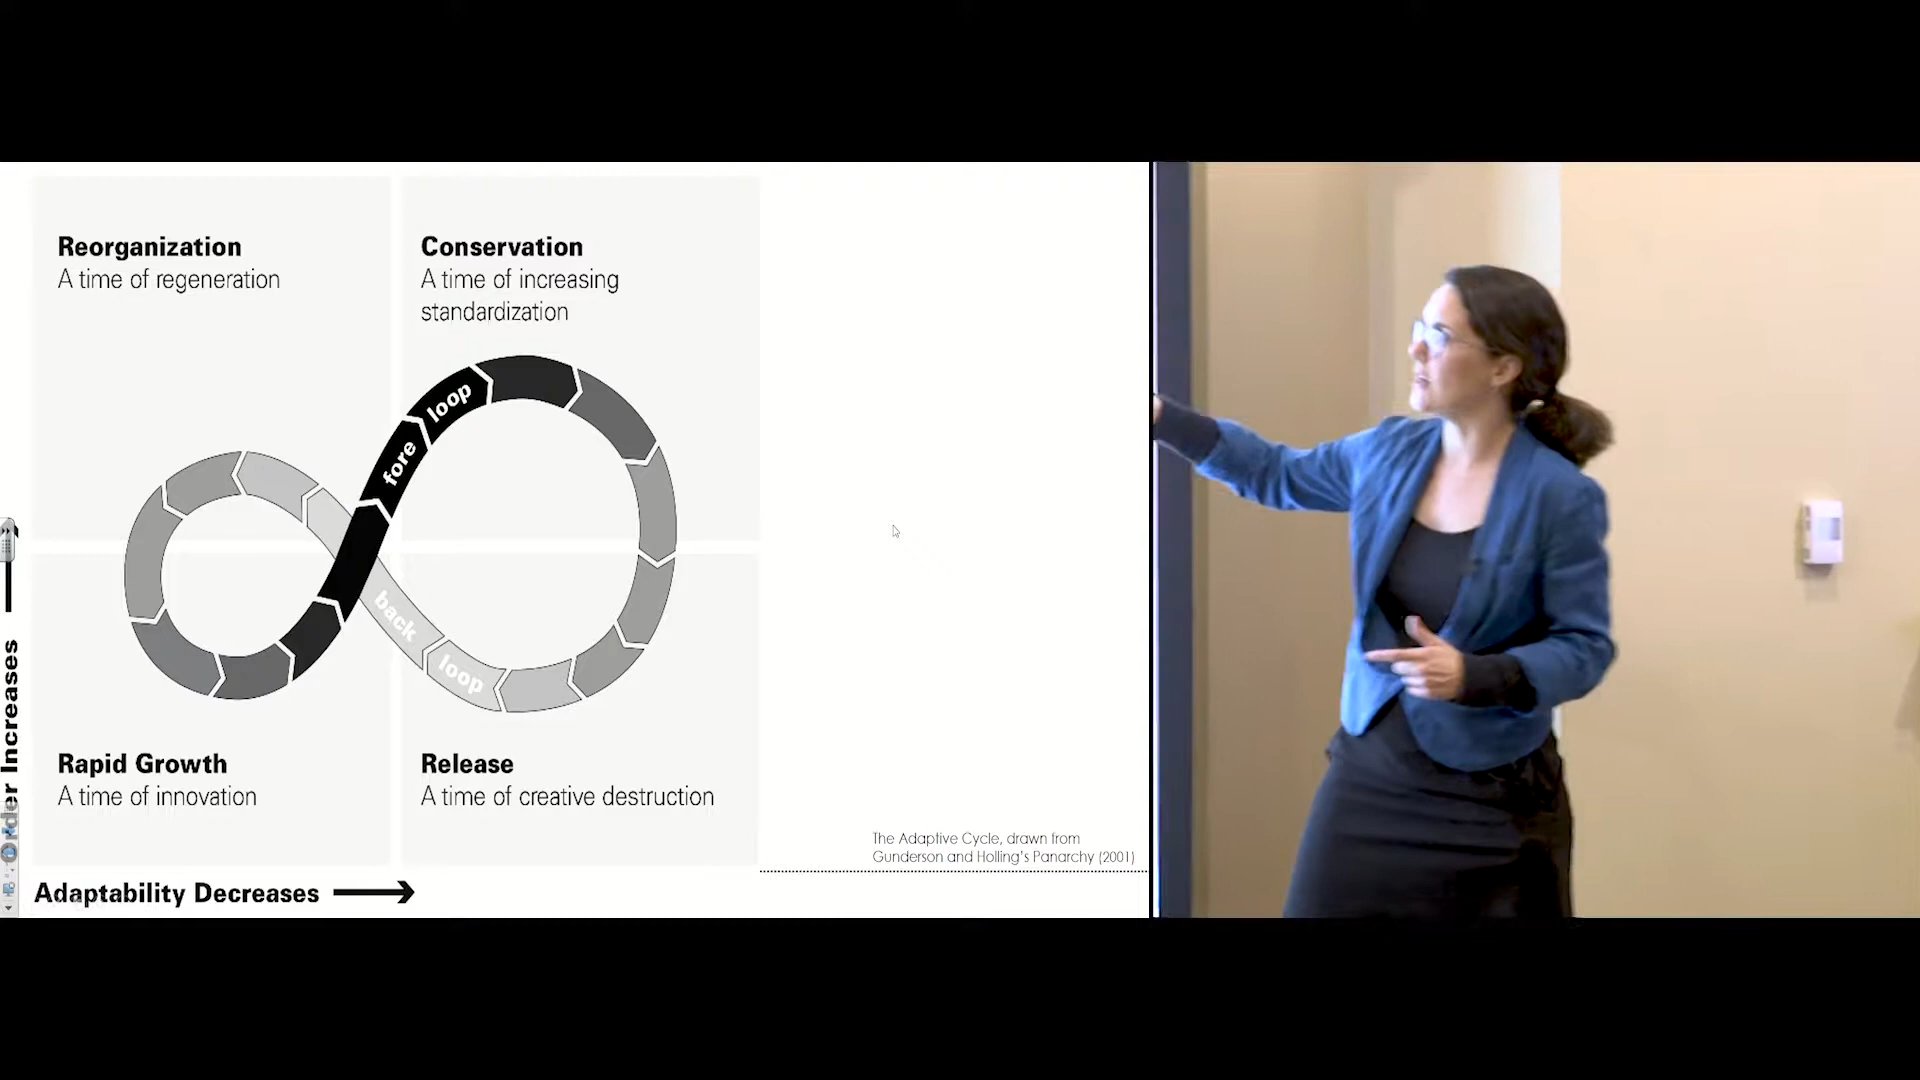 Reorganization
A time of regeneration
Conservation
A time of increasing
standardization
fore loop
back loop
Rapid Growth
A time of innovation
Release
A time of creative destruction
Order Increases
Adaptability Decreases
The Adaptive Cycle, drawn from
Gunderson and Holling's Panarchy (2001)